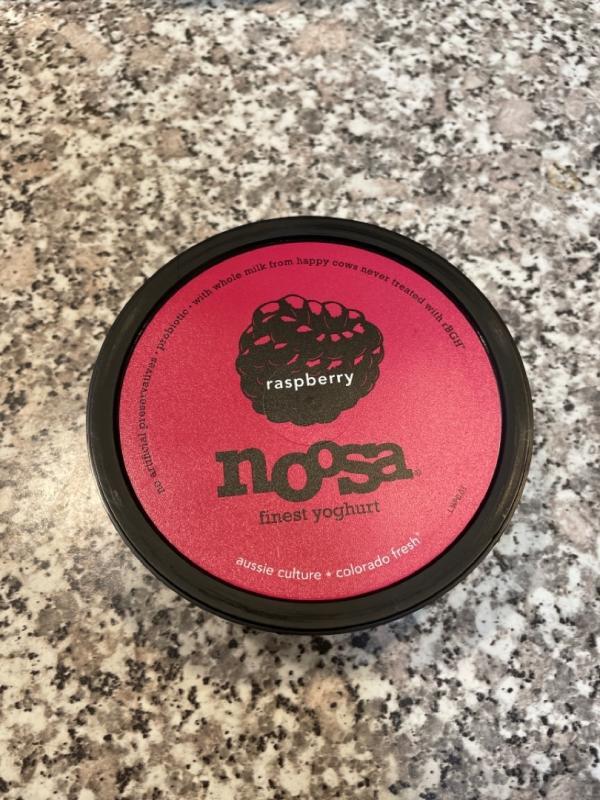 no artificial preservatives • probiotic • with whole milk from happy cows never treated with rBGH*
raspberry
noosa®
finest yoghurt
aussie culture • colorado fresh*